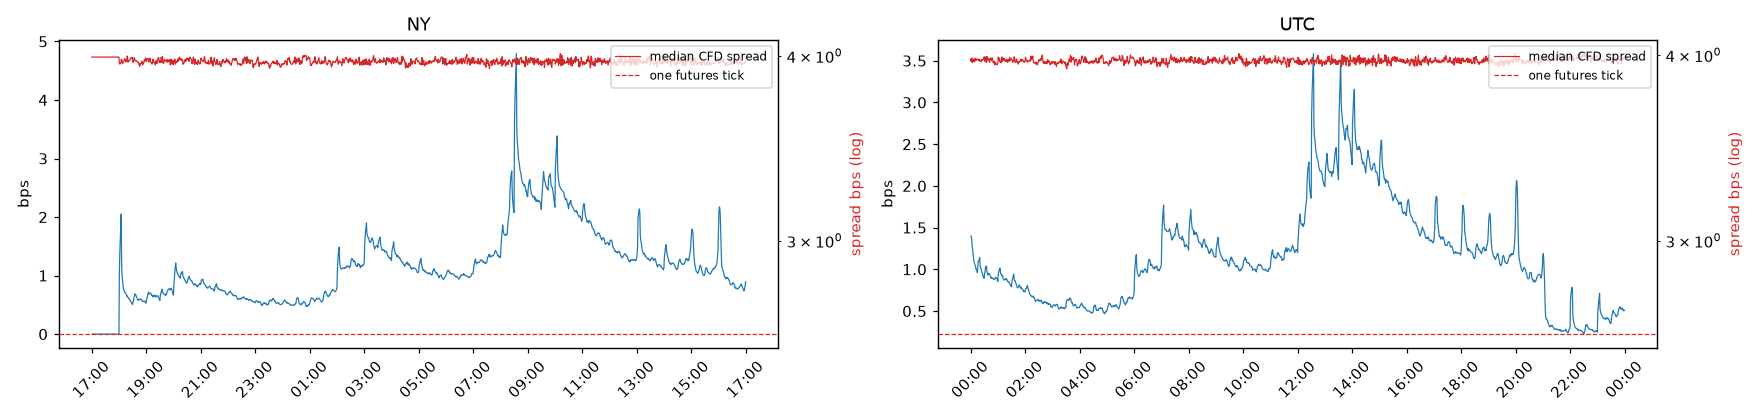 NY
5
4
3
2
1
0
bps
17:00
19:00
21:00
23:00
01:00
03:00
05:00
07:00
09:00
11:00
13:00
15:00
17:00
4 × 10⁰
3 × 10⁰
spread bps (log)
median CFD spread
one futures tick
UTC
3.5
3.0
2.5
2.0
1.5
1.0
0.5
bps
00:00
02:00
04:00
06:00
08:00
10:00
12:00
14:00
16:00
18:00
20:00
22:00
00:00
4 × 10⁰
3 × 10⁰
spread bps (log)
median CFD spread
one futures tick